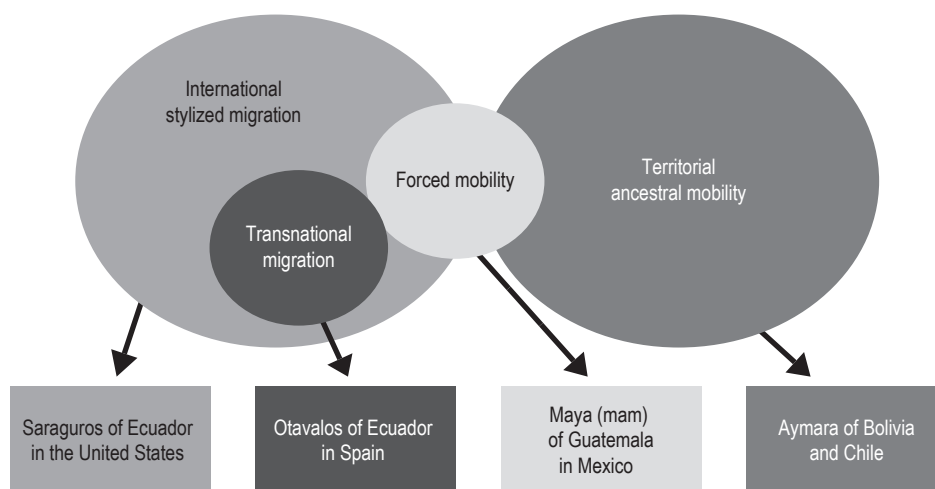 International
stylized migration
Forced mobility
Territorial
ancestral mobility
Transnational
migration
Saraguros of Ecuador
in the United States
Otavalos of Ecuador
in Spain
Maya (mam)
of Guatemala
in Mexico
Aymara of Bolivia
and Chile